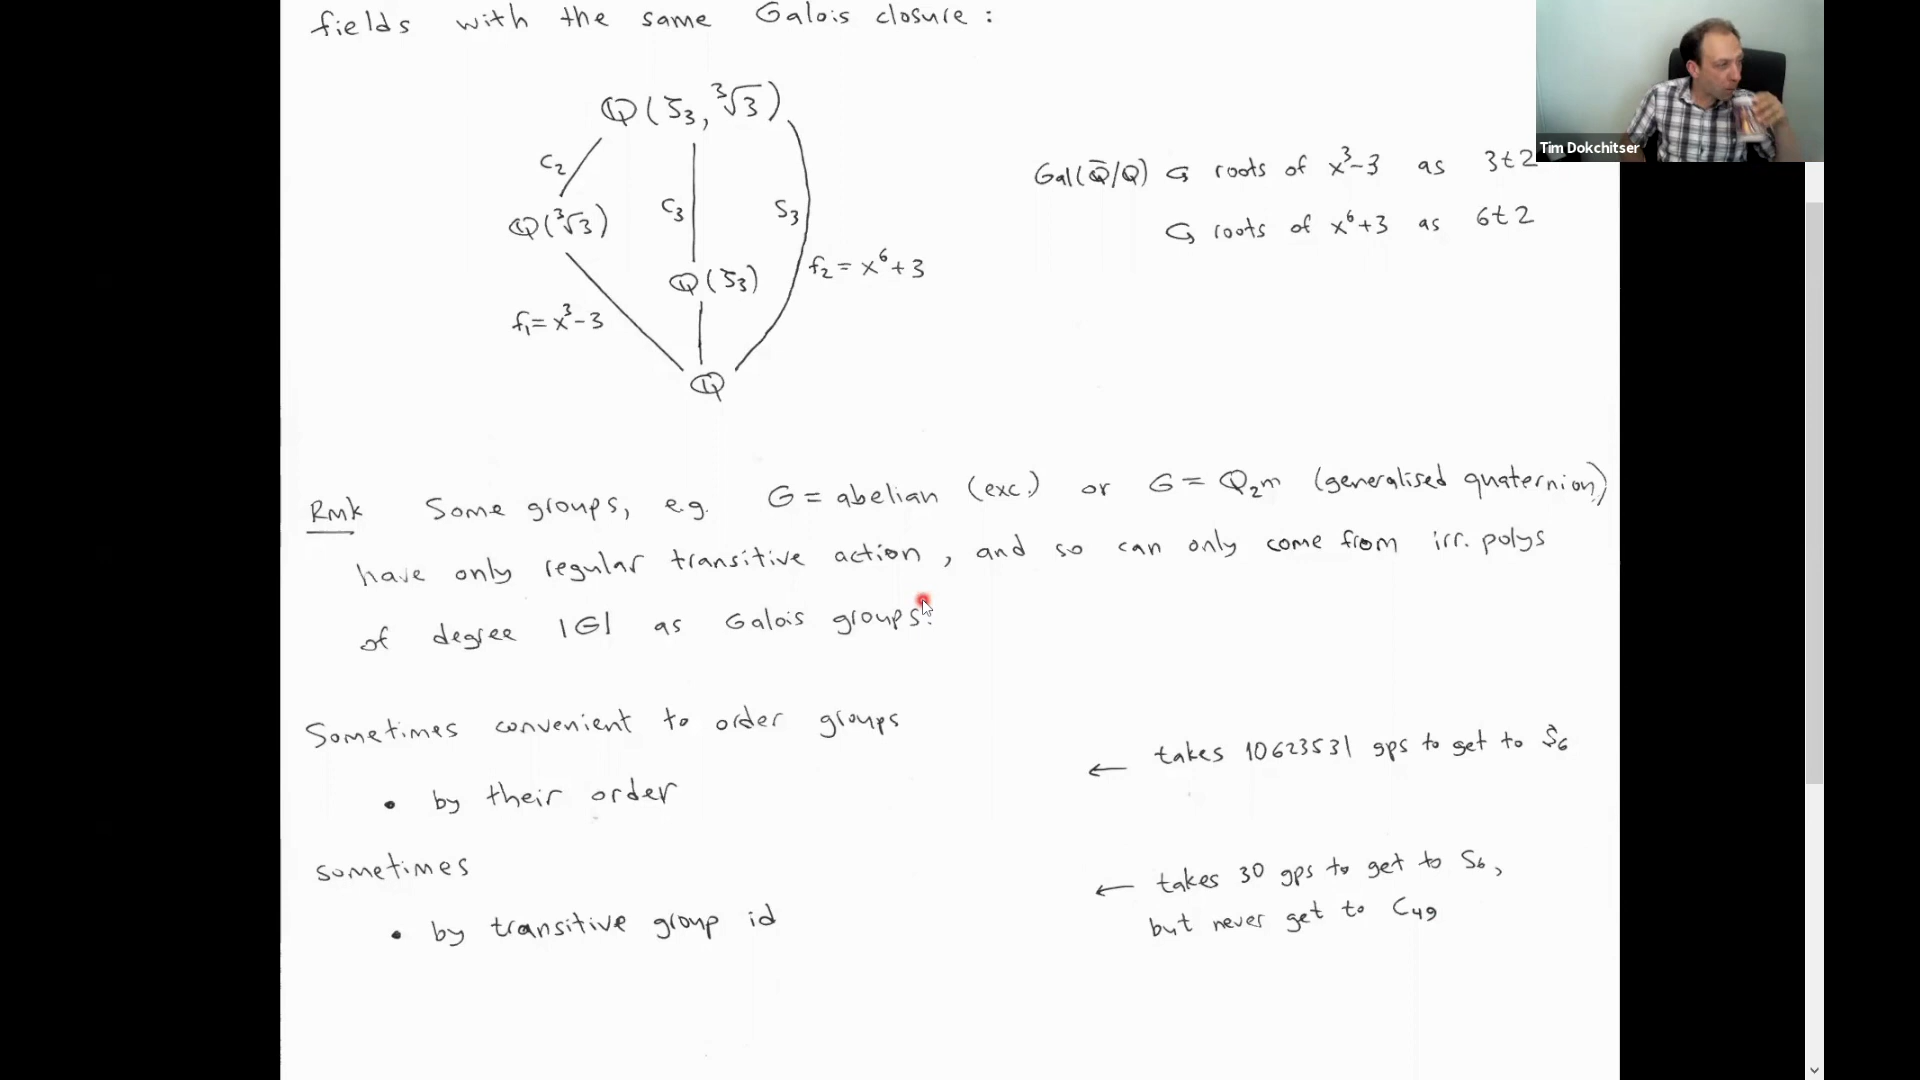 fields with the same Galois closure :
ℚ(ζ₃, ³√3)
C₂
ℚ(³√3)
C₃
S₃
ℚ(ζ₃)
f₂ = x⁶+3
f₁ = x³-3
ℚ
Gal(ℚ̄/ℚ) ↻ roots of x³-3 as 3t2
↻ roots of x⁶+3 as 6t2
Tim Dokchitser
Rmk Some groups, e.g. G = abelian (exc.) or G = Q₂m (generalised quaternion)
have only regular transitive action, and so can only come from irr. polys
of degree |G| as Galois groups.
Sometimes convenient to order groups
• by their order
← takes 10623531 gps to get to S₆
sometimes
• by transitive group id
← takes 30 gps to get to S₆,
but never get to C₄₉